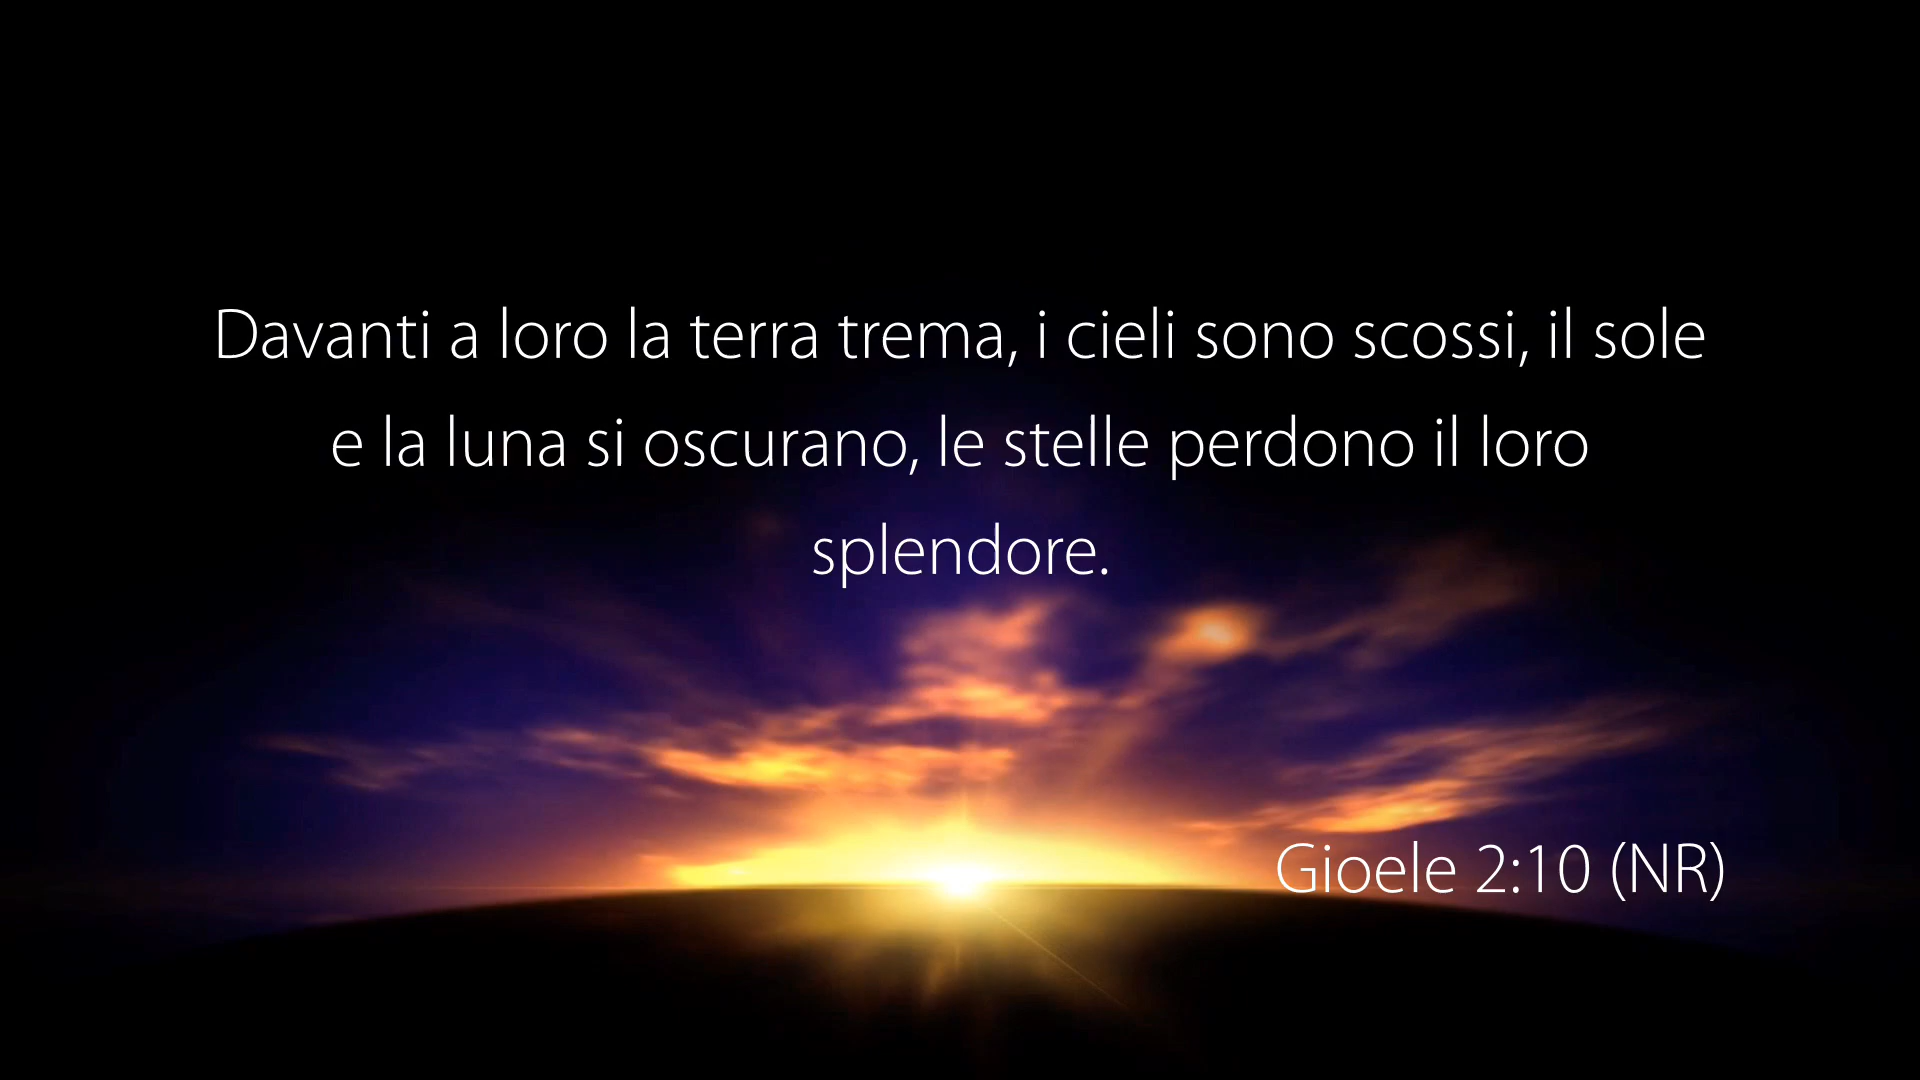 Davanti a loro la terra trema, i cieli sono scossi, il sole
e la luna si oscurano, le stelle perdono il loro
splendore.
Gioele 2:10 (NR)